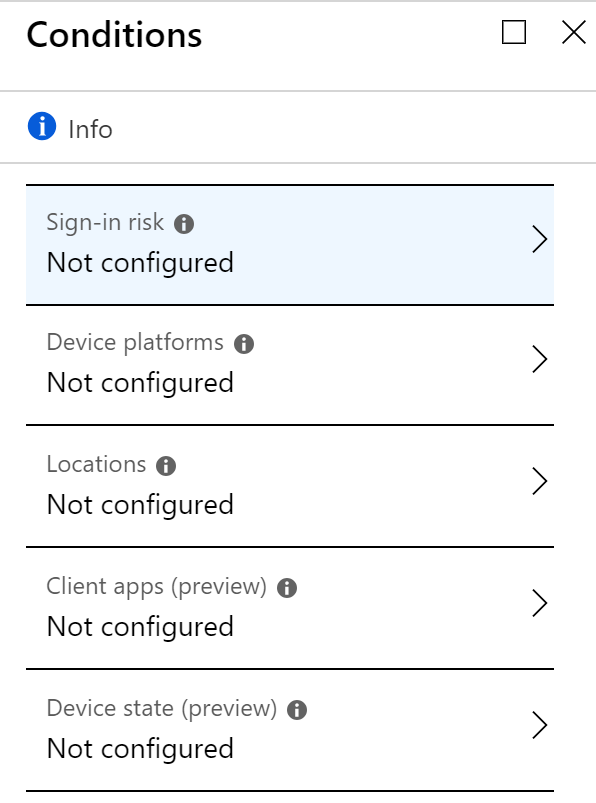 Conditions
Info
Sign-in risk
Not configured
Device platforms
Not configured
Locations
Not configured
Client apps (preview)
Not configured
Device state (preview)
Not configured